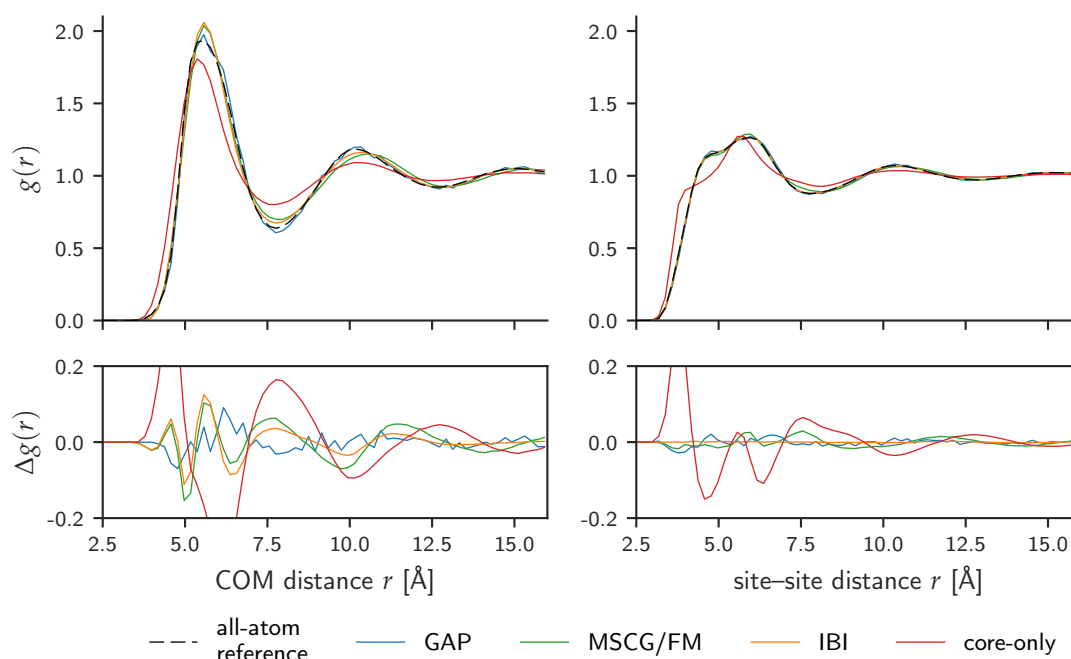 2.0
1.5
1.0
0.5
0.0
g(r)
2.0
1.5
1.0
0.5
0.0
0.2
0.0
-0.2
Δg(r)
2.5 5.0 7.5 10.0 12.5 15.0
COM distance r [Å]
0.2
0.0
-0.2
2.5 5.0 7.5 10.0 12.5 15.0
site–site distance r [Å]
all-atom
reference
GAP
MSCG/FM
IBI
core-only